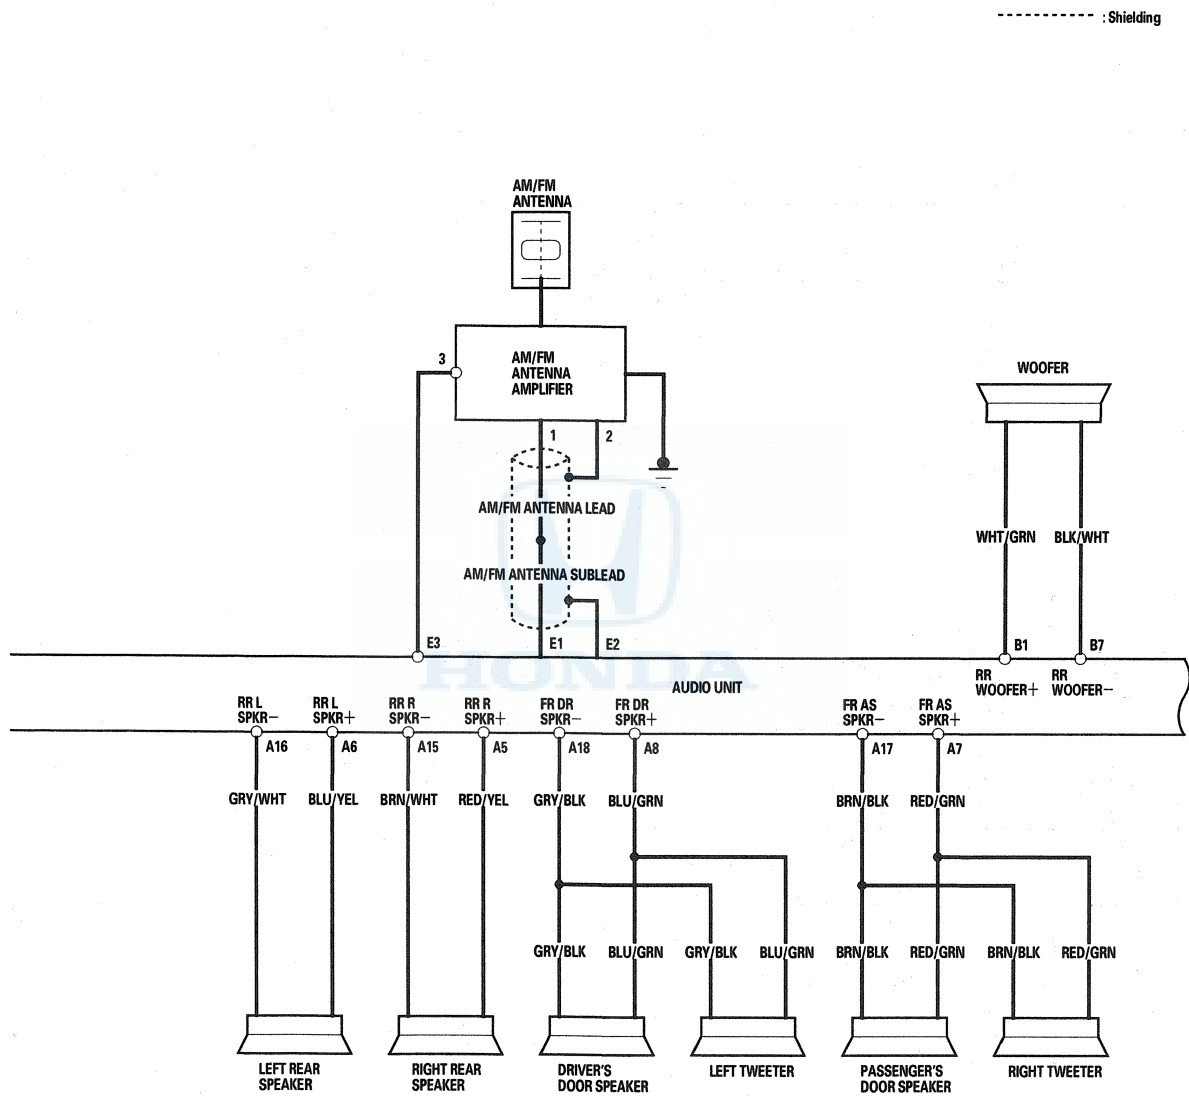 : Shielding
AM/FM
ANTENNA
3
AM/FM
ANTENNA
AMPLIFIER
WOOFER
1
2
AM/FM ANTENNA LEAD
WHT/GRN
BLK/WHT
AM/FM ANTENNA SUBLEAD
E3
E1
E2
B1
B7
HONDA
AUDIO UNIT
RR
WOOFER+
RR
WOOFER−
RR L
SPKR−
RR L
SPKR+
RR R
SPKR−
RR R
SPKR+
FR DR
SPKR−
FR DR
SPKR+
FR AS
SPKR−
FR AS
SPKR+
A16
A6
A15
A5
A18
A8
A17
A7
GRY/WHT
BLU/YEL
BRN/WHT
RED/YEL
GRY/BLK
BLU/GRN
BRN/BLK
RED/GRN
GRY/BLK
BLU/GRN
GRY/BLK
BLU/GRN
BRN/BLK
RED/GRN
BRN/BLK
RED/GRN
LEFT REAR
SPEAKER
RIGHT REAR
SPEAKER
DRIVER'S
DOOR SPEAKER
LEFT TWEETER
PASSENGER'S
DOOR SPEAKER
RIGHT TWEETER